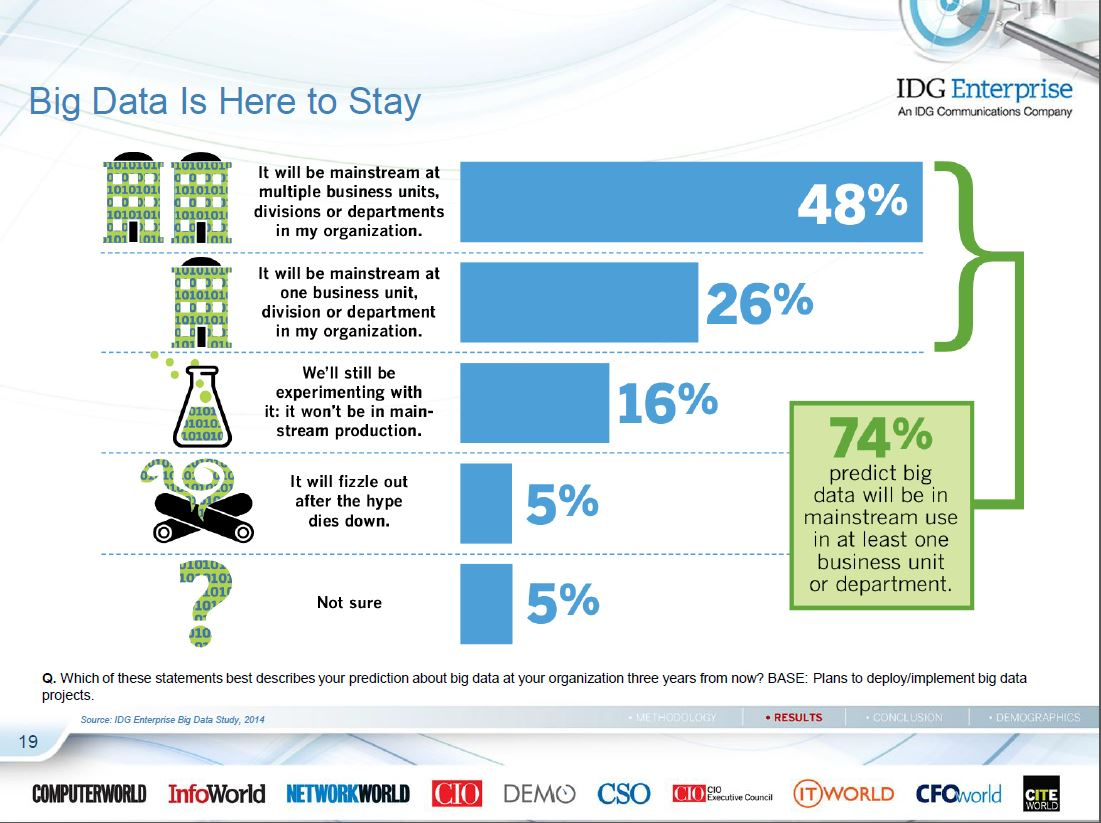 Big Data Is Here to Stay
IDG Enterprise
An IDG Communications Company
It will be mainstream at
multiple business units,
divisions or departments
in my organization.
48%
It will be mainstream at
one business unit,
division or department
in my organization.
26%
We'll still be
experimenting with
it: it won't be in main-
stream production.
16%
It will fizzle out
after the hype
dies down.
5%
Not sure
5%
74%
predict big
data will be in
mainstream use
in at least one
business unit
or department.
Q. Which of these statements best describes your prediction about big data at your organization three years from now? BASE: Plans to deploy/implement big data
projects.
Source: IDG Enterprise Big Data Study, 2014
• METHODOLOGY • RESULTS • CONCLUSION • DEMOGRAPHICS
19
COMPUTERWORLD InfoWorld NETWORKWORLD CIO DEMO CSO CIO CIO Executive Council ITWORLD CFOworld CITE WORLD